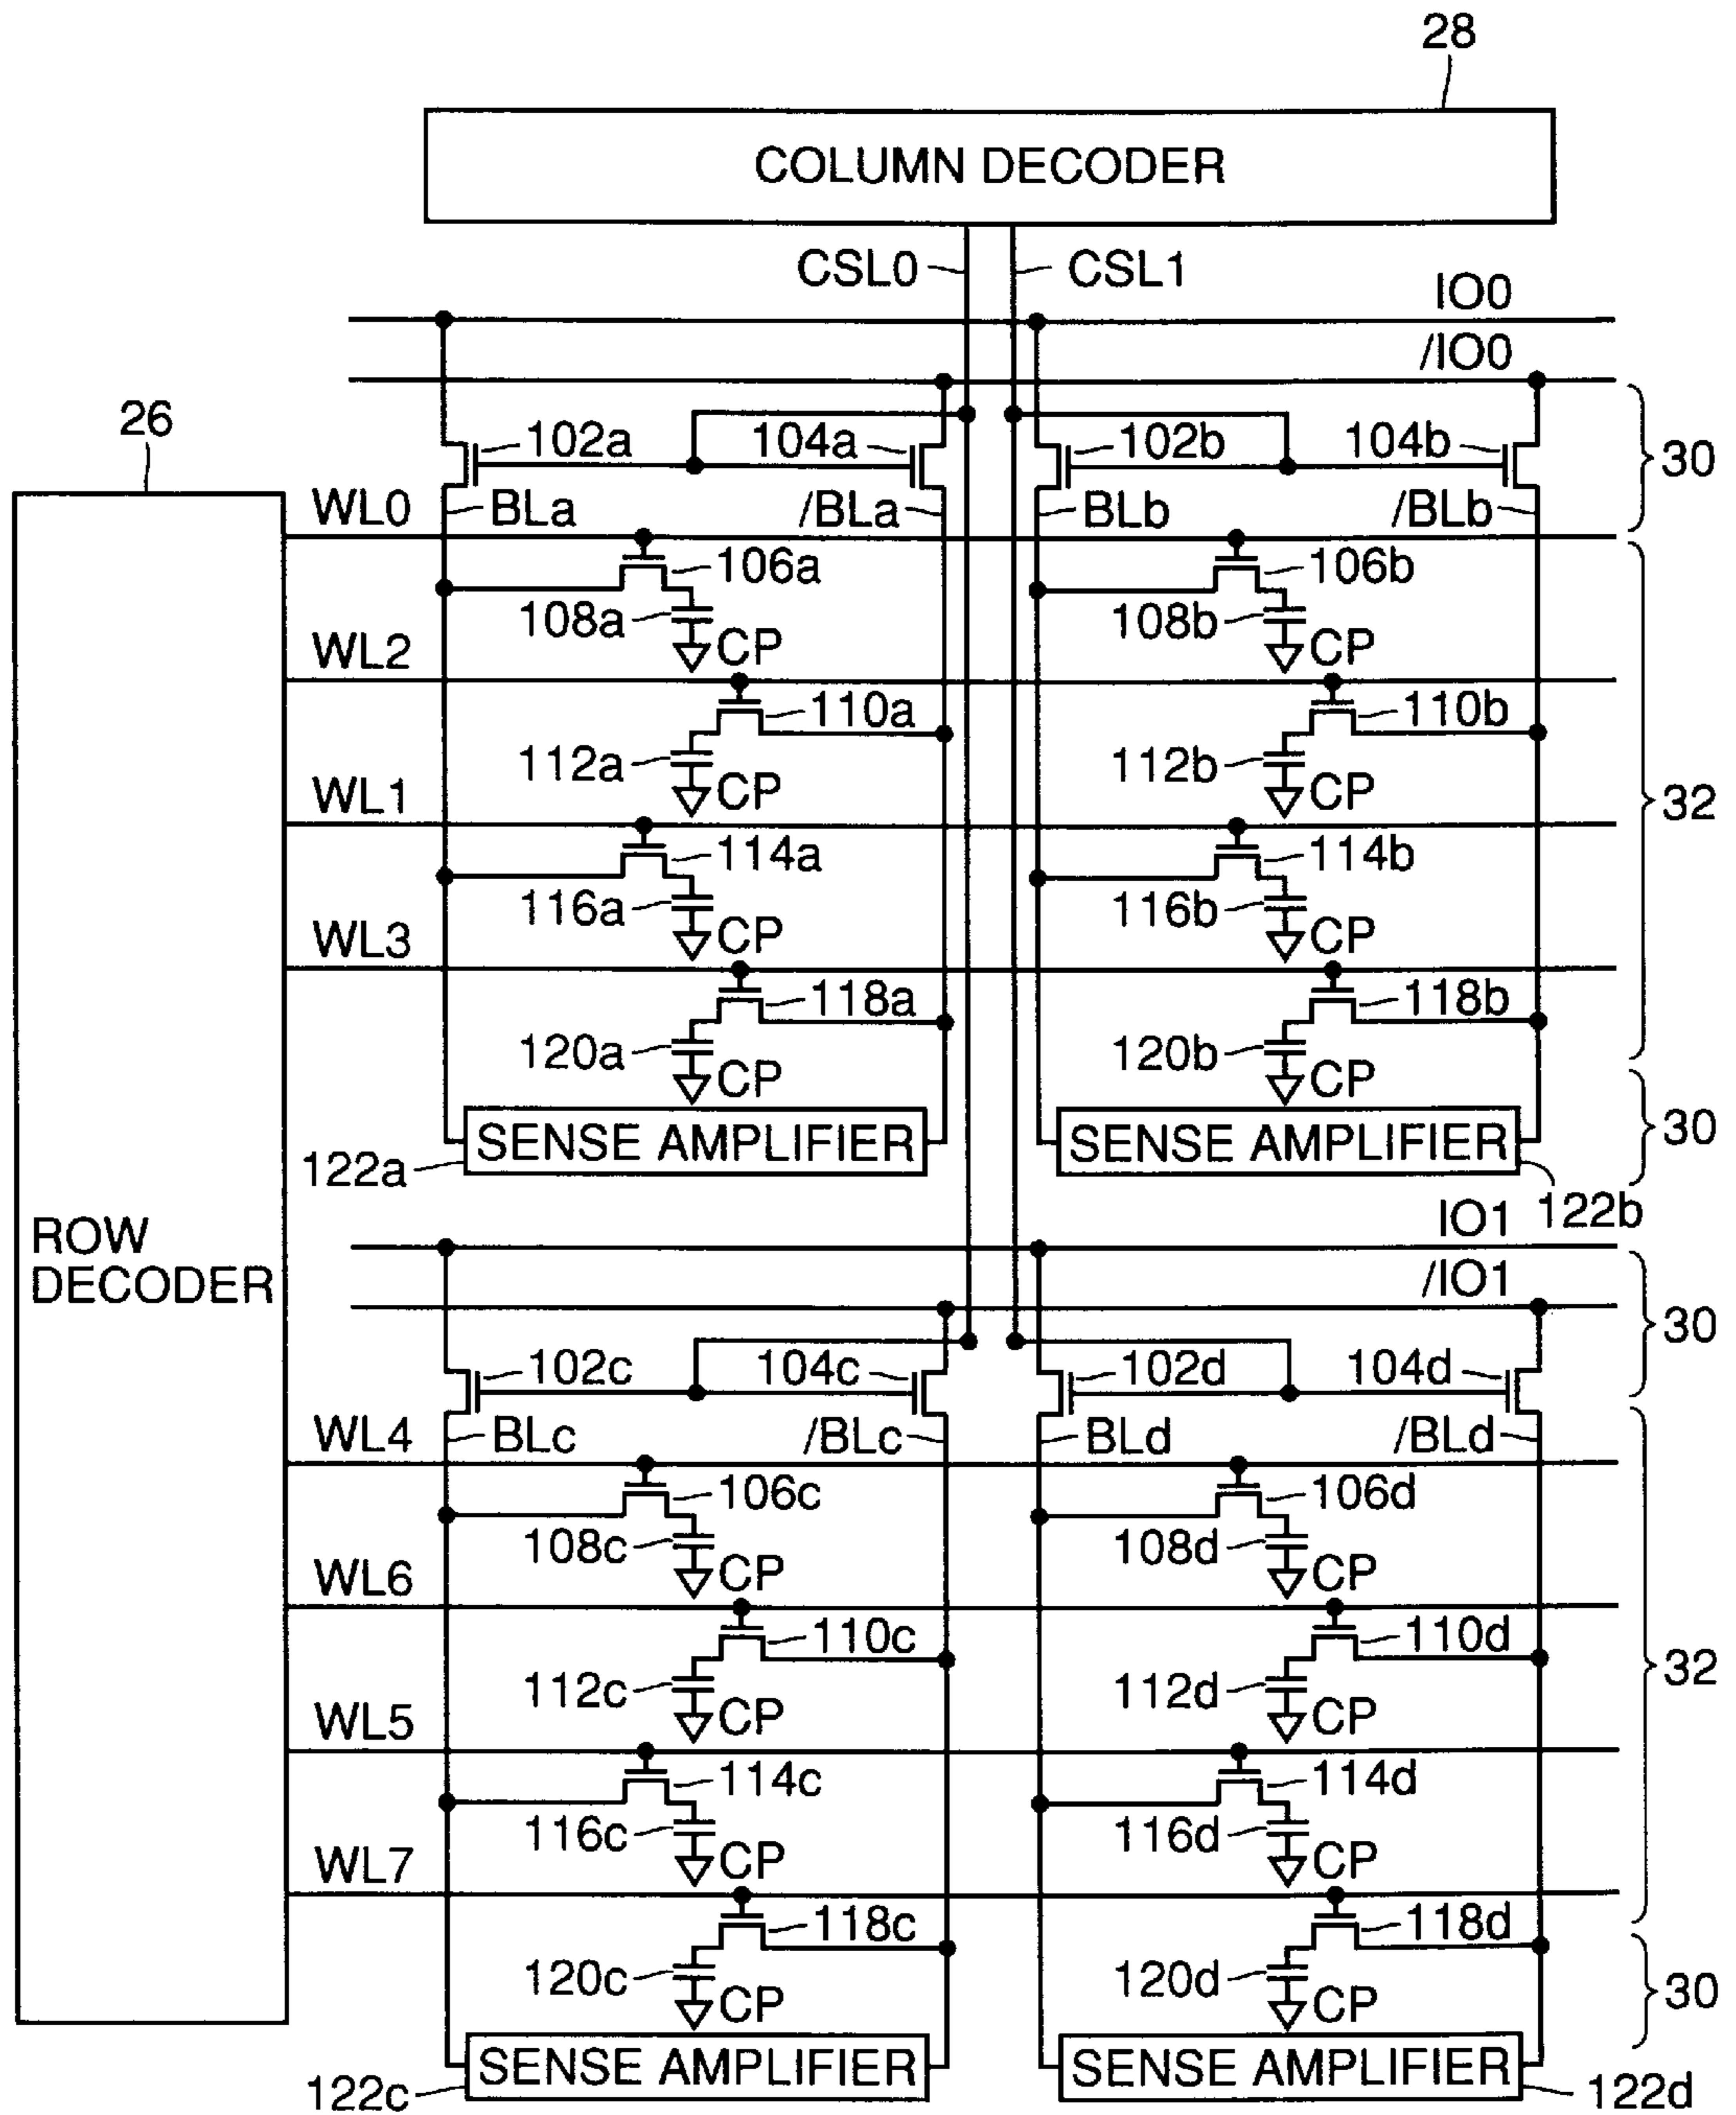 28
COLUMN DECODER
CSL0 CSL1
IO0
/IO0
26
102a 104a 102b 104b 30
WL0 BLa /BLa BLb /BLb
106a 106b
108a 108b
WL2 CP CP
110a 110b
112a 112b
WL1 CP CP 32
114a 114b
116a 116b
WL3 CP CP
118a 118b
120a 120b
CP CP
SENSE AMPLIFIER SENSE AMPLIFIER 30
122a 122b
IO1
ROW
DECODER
/IO1
30
102c 104c 102d 104d
WL4 BLc /BLc BLd /BLd
106c 106d
108c 108d
WL6 CP CP
110c 110d
112c 112d 32
WL5 CP CP
114c 114d
116c 116d
WL7 CP CP
118c 118d
120c 120d 30
CP CP
SENSE AMPLIFIER SENSE AMPLIFIER
122c 122d